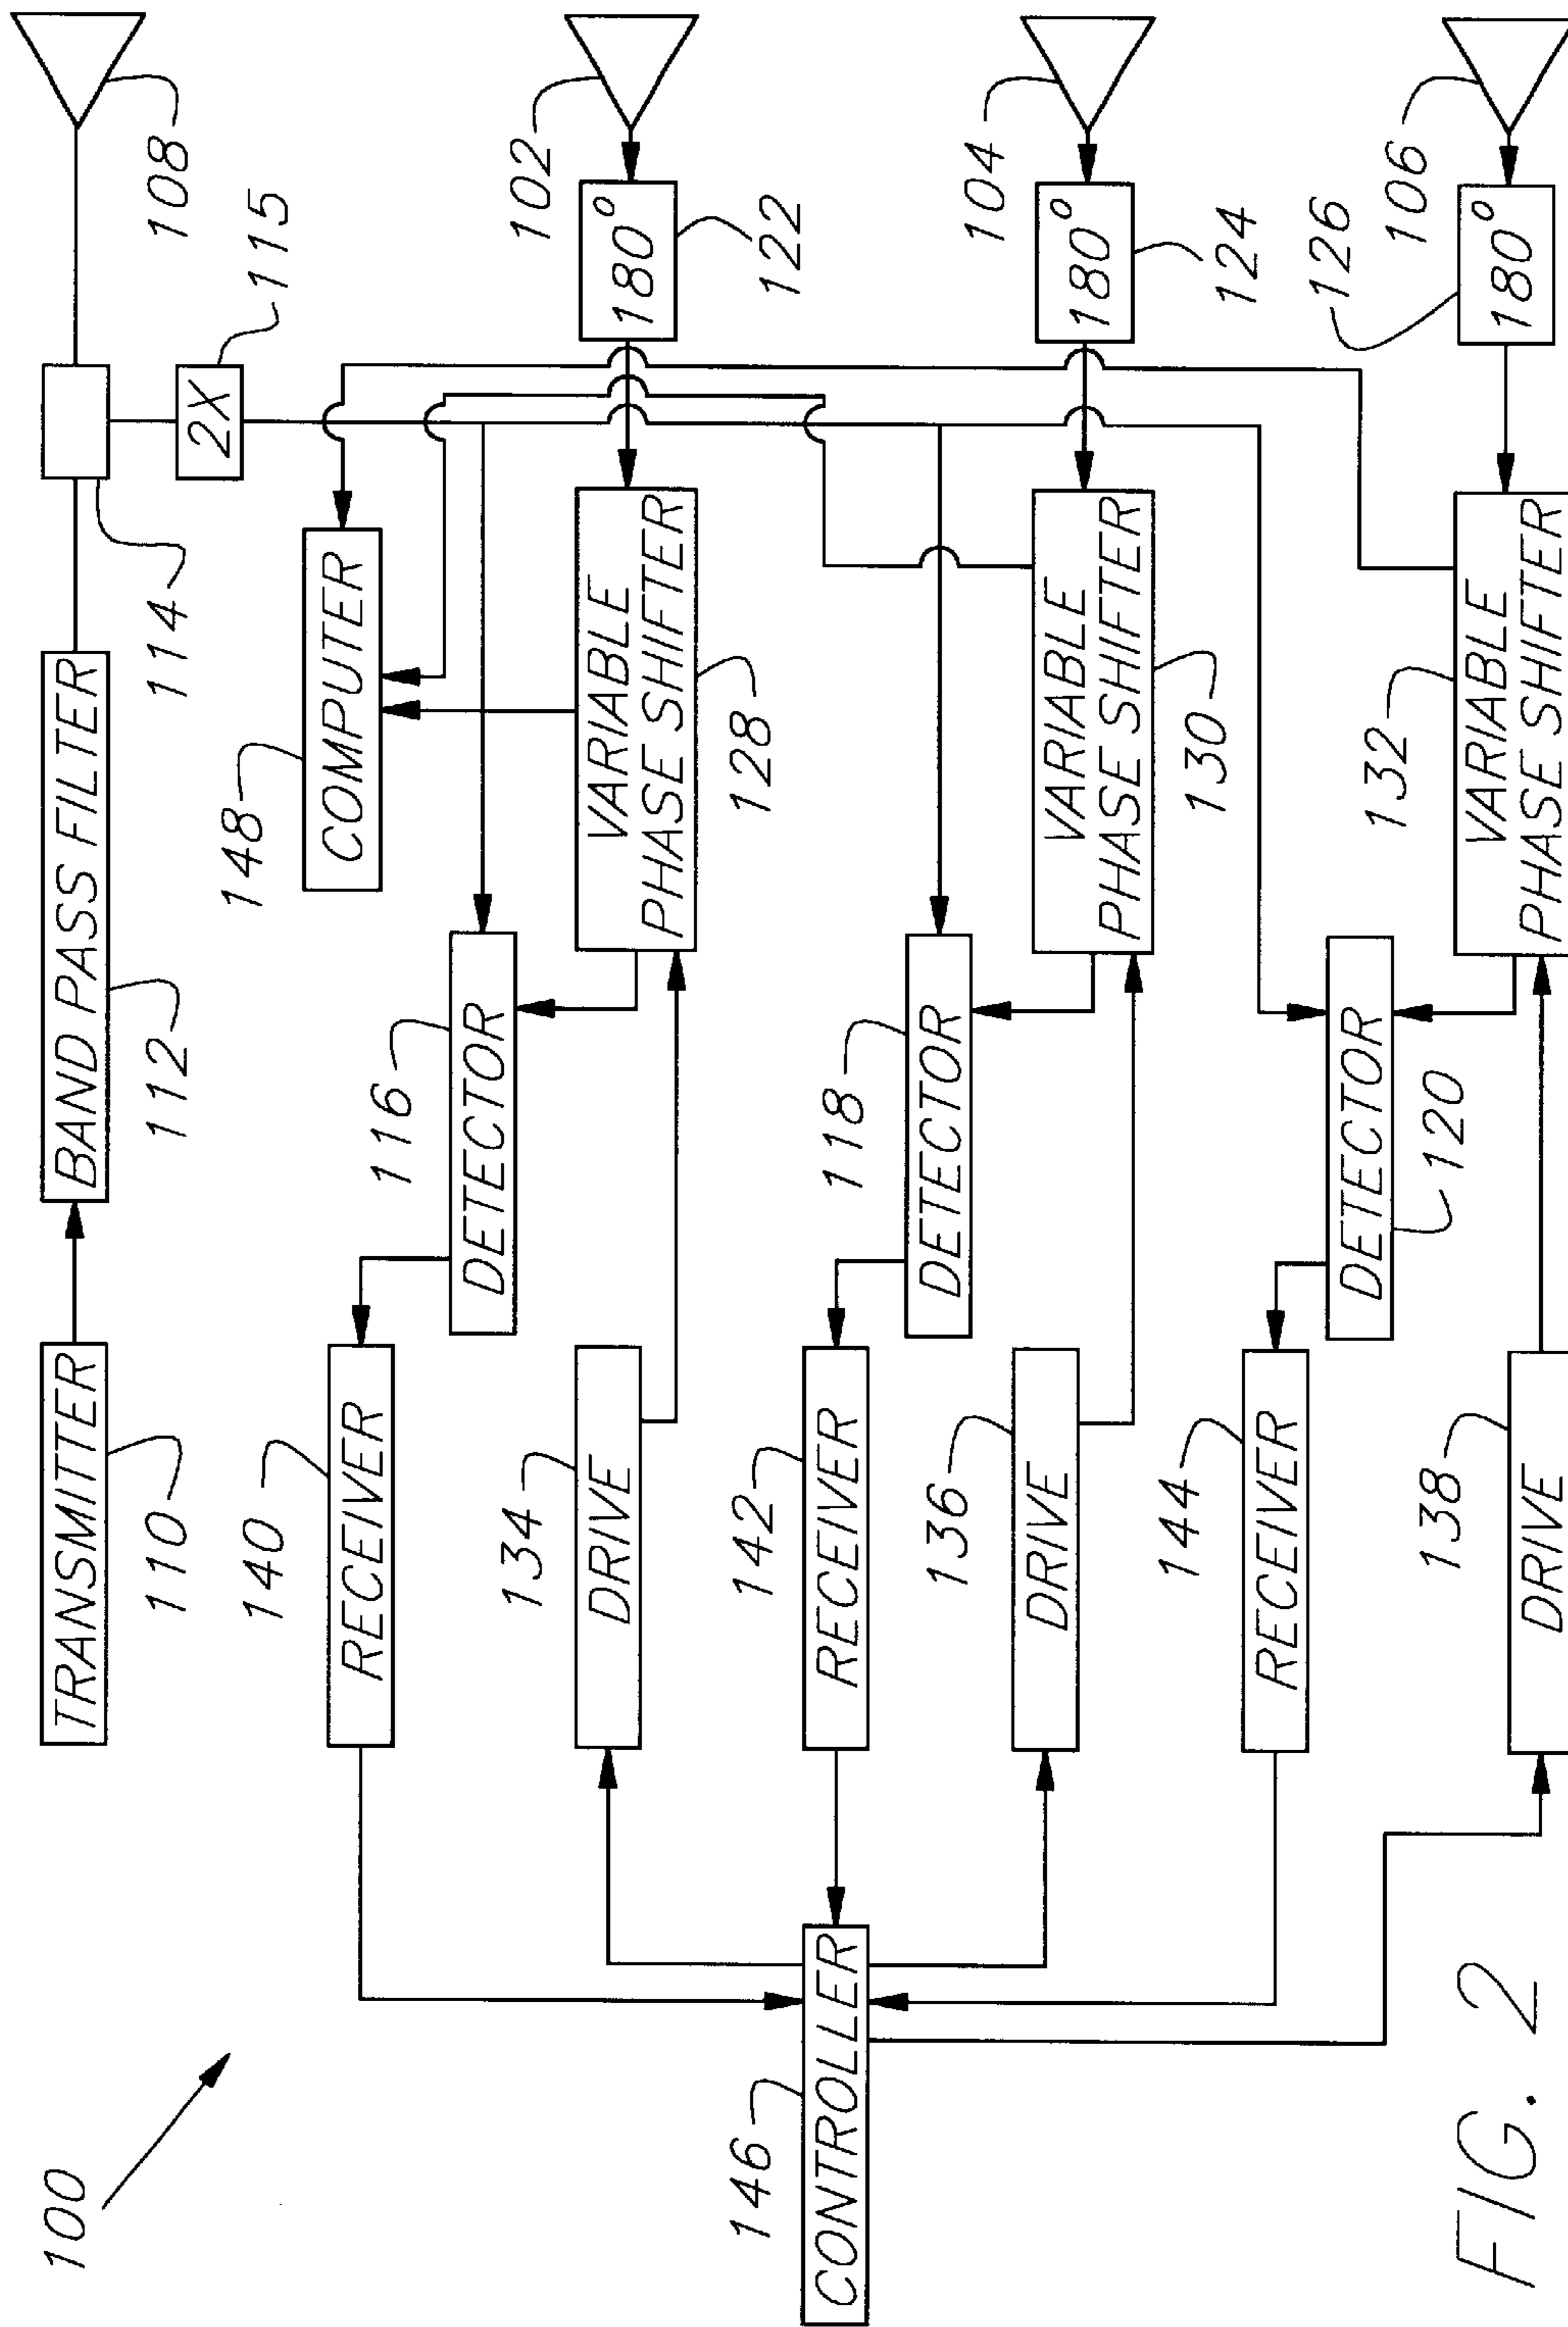 100
TRANSMITTER
110
BAND PASS FILTER
112
114
108
2X
115
140
RECEIVER
116
DETECTOR
148
COMPUTER
134
DRIVE
VARIABLE
PHASE SHIFTER
128
180°
122
102
146
CONTROLLER
142
RECEIVER
118
DETECTOR
136
DRIVE
VARIABLE
PHASE SHIFTER
130
180°
124
104
144
RECEIVER
DETECTOR
120
138
DRIVE
132
VARIABLE
PHASE SHIFTER
126
180°
106
FIG. 2